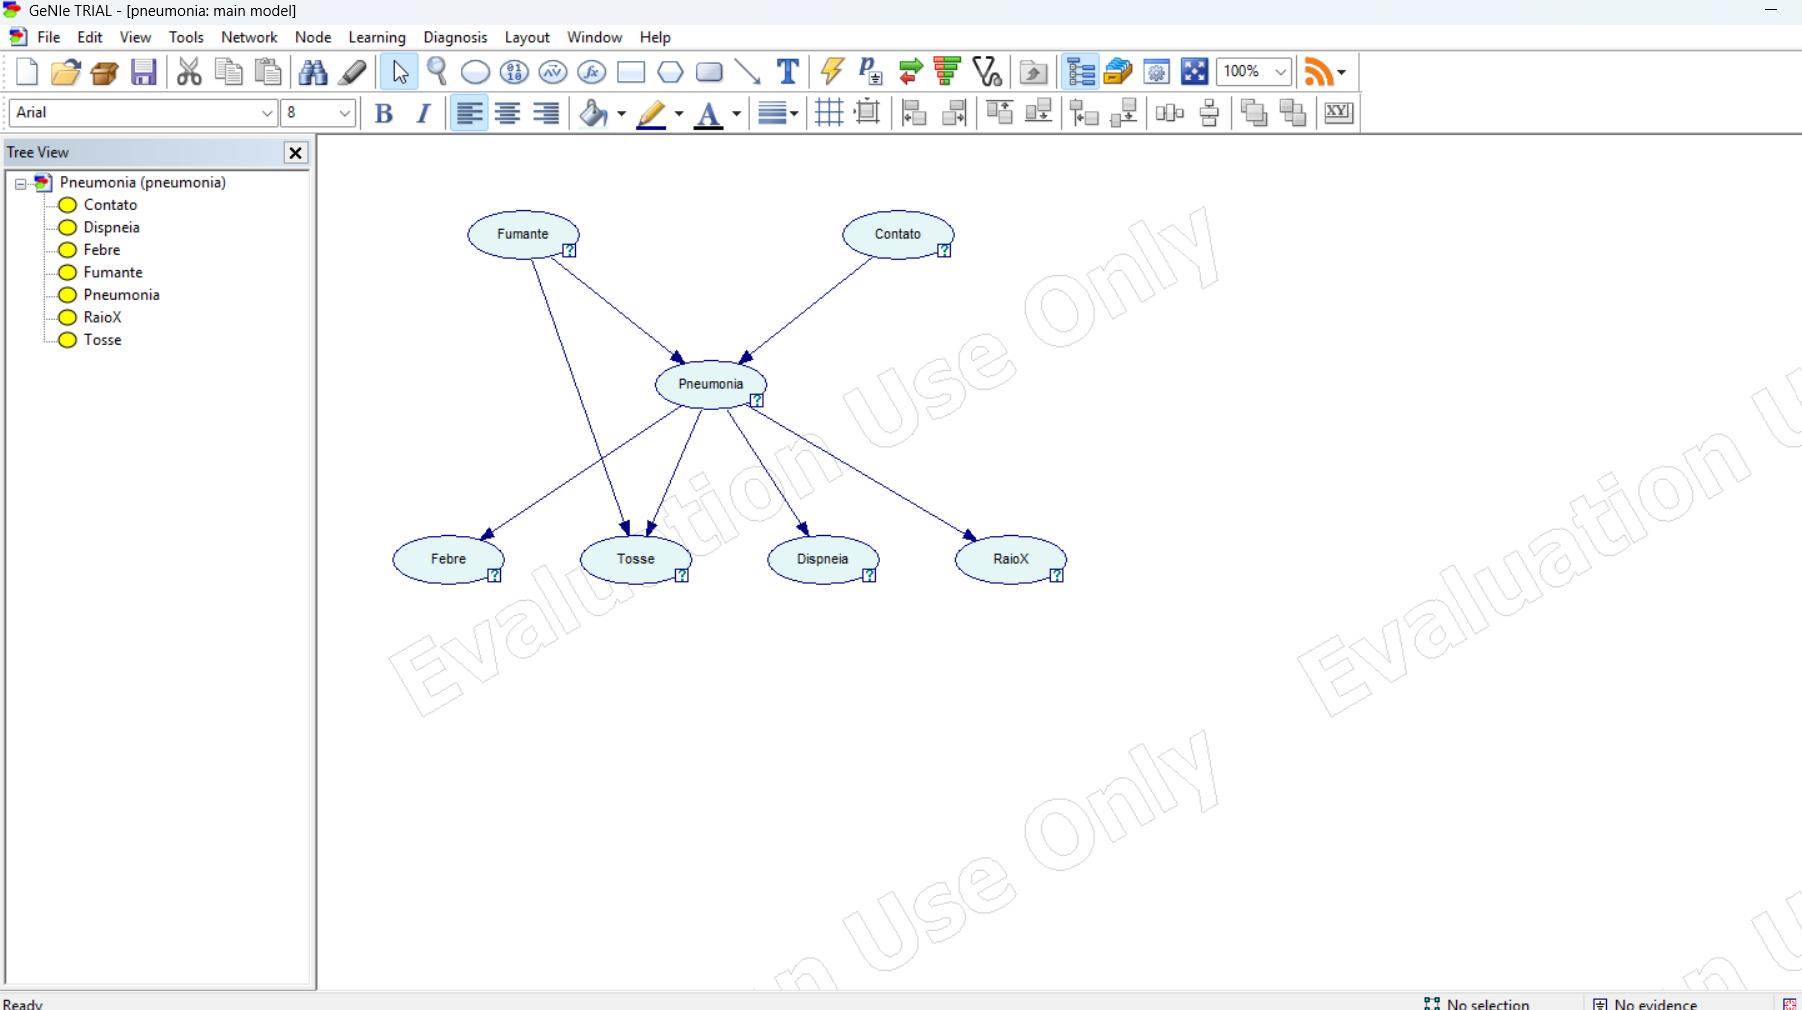 GeNIe TRIAL - [pneumonia: main model]
File Edit View Tools Network Node Learning Diagnosis Layout Window Help
100%
Arial 8 B I A XY
Tree View
Pneumonia (pneumonia)
Contato
Dispneia
Febre
Fumante
Pneumonia
RaioX
Tosse
Fumante ?
Contato ?
Pneumonia ?
Febre ?
Tosse ?
Dispneia ?
RaioX ?
Evaluation Use Only
Evaluation U
n Use Only
n U
Ready No selection No evidence